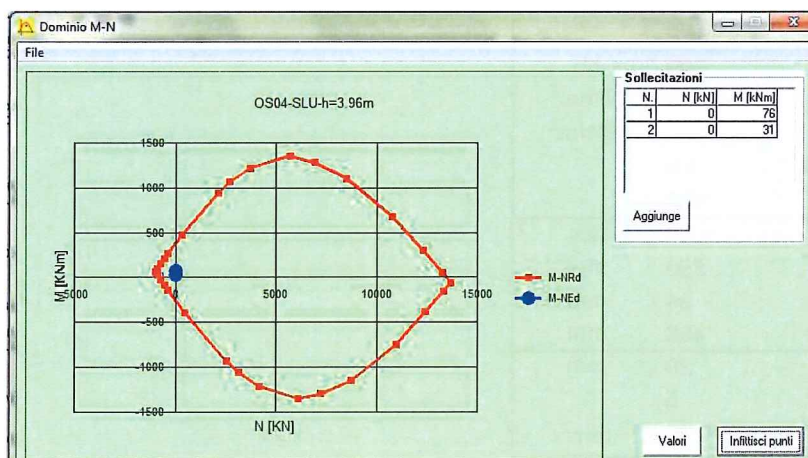 Dominio M-N
File
OS04-SLU-h=3.96m
1500
1000
500
-5000
0
5000
10000
15000
-500
-1000
-1500
M [KNm]
N [KN]
M-NRd
M-NEd
Sollecitazioni
N. N [kN] M [kNm]
1 0 76
2 0 31
Aggiunge
Valori
Infittisci punti